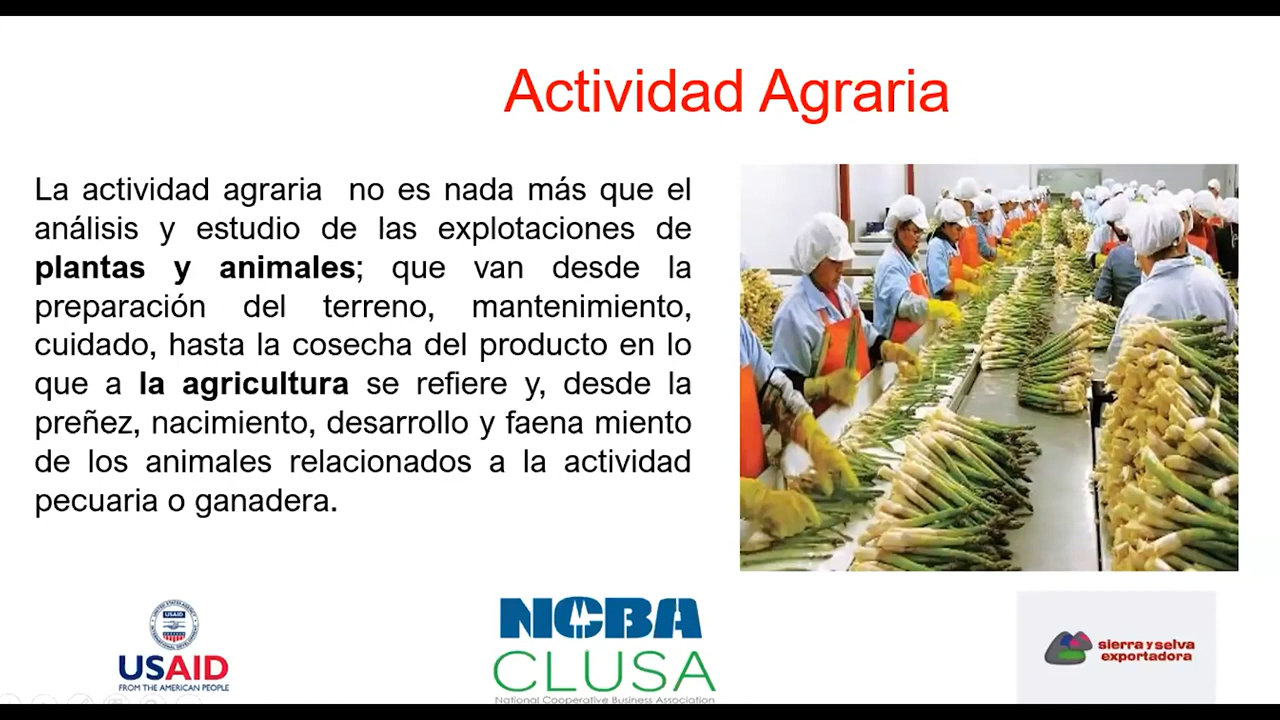 Actividad Agraria
La actividad agraria no es nada más que el
análisis y estudio de las explotaciones de
plantas y animales; que van desde la
preparación del terreno, mantenimiento,
cuidado, hasta la cosecha del producto en lo
que a la agricultura se refiere y, desde la
preñez, nacimiento, desarrollo y faena miento
de los animales relacionados a la actividad
pecuaria o ganadera.
USAID
USAID
FROM THE AMERICAN PEOPLE
NCBA
CLUSA
National Cooperative Business Association
sierra y selva
exportadora